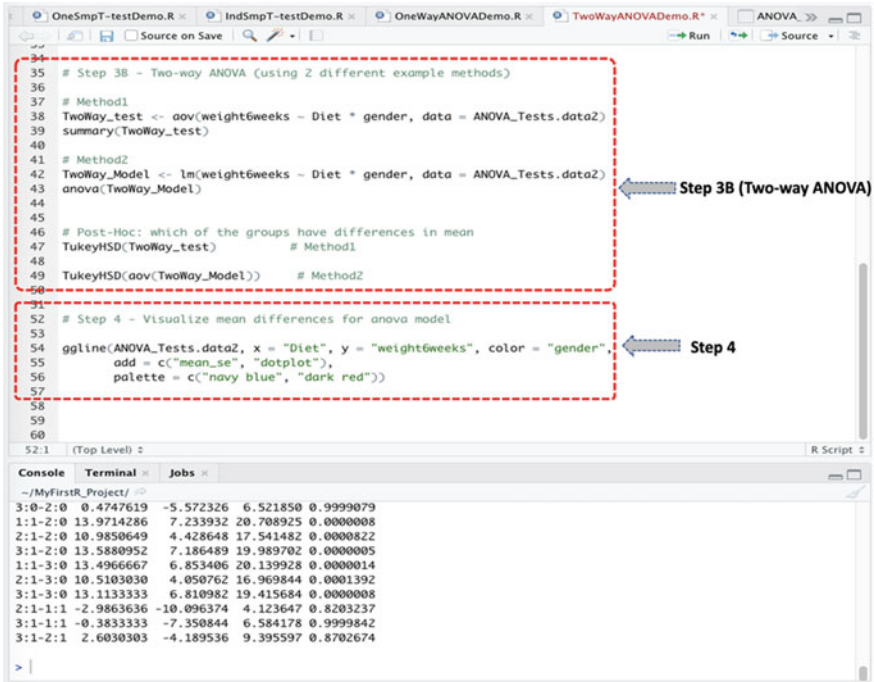 OneSmpT-testDemo.R × IndSmpT-testDemo.R × OneWayANOVADemo.R × TwoWayANOVADemo.R* × ANOVA_
Source on Save Run Source
34
35 # Step 3B - Two-way ANOVA (using 2 different example methods)
36
37 # Method1
38 TwoWay_test <- aov(weight6weeks ~ Diet * gender, data = ANOVA_Tests.data2)
39 summary(TwoWay_test)
40
41 # Method2
42 TwoWay_Model <- lm(weight6weeks ~ Diet * gender, data = ANOVA_Tests.data2)
43 anova(TwoWay_Model)
Step 3B (Two-way ANOVA)
44
45
46 # Post-Hoc: which of the groups have differences in mean
47 TukeyHSD(TwoWay_test) # Method1
48
49 TukeyHSD(aov(TwoWay_Model)) # Method2
50
51
52 # Step 4 - Visualize mean differences for anova model
53
54 ggline(ANOVA_Tests.data2, x = "Diet", y = "weight6weeks", color = "gender",
Step 4
55 add = c("mean_se", "dotplot"),
56 palette = c("navy blue", "dark red"))
57
58
59
60
52:1 (Top Level) R Script
Console Terminal × Jobs ×
~/MyFirstR_Project/
3:0-2:0 0.4747619 -5.572326 6.521850 0.9999079
1:1-2:0 13.9714286 7.233932 20.708925 0.0000008
2:1-2:0 10.9850649 4.428648 17.541482 0.0000822
3:1-2:0 13.5880952 7.186489 19.989702 0.0000005
1:1-3:0 13.4966667 6.853406 20.139928 0.0000014
2:1-3:0 10.5103030 4.050762 16.969844 0.0001392
3:1-3:0 13.1133333 6.810982 19.415684 0.0000008
2:1-1:1 -2.9863636 -10.096374 4.123647 0.8203237
3:1-1:1 -0.3833333 -7.350844 6.584178 0.9999842
3:1-2:1 2.6030303 -4.189536 9.395597 0.8702674
>